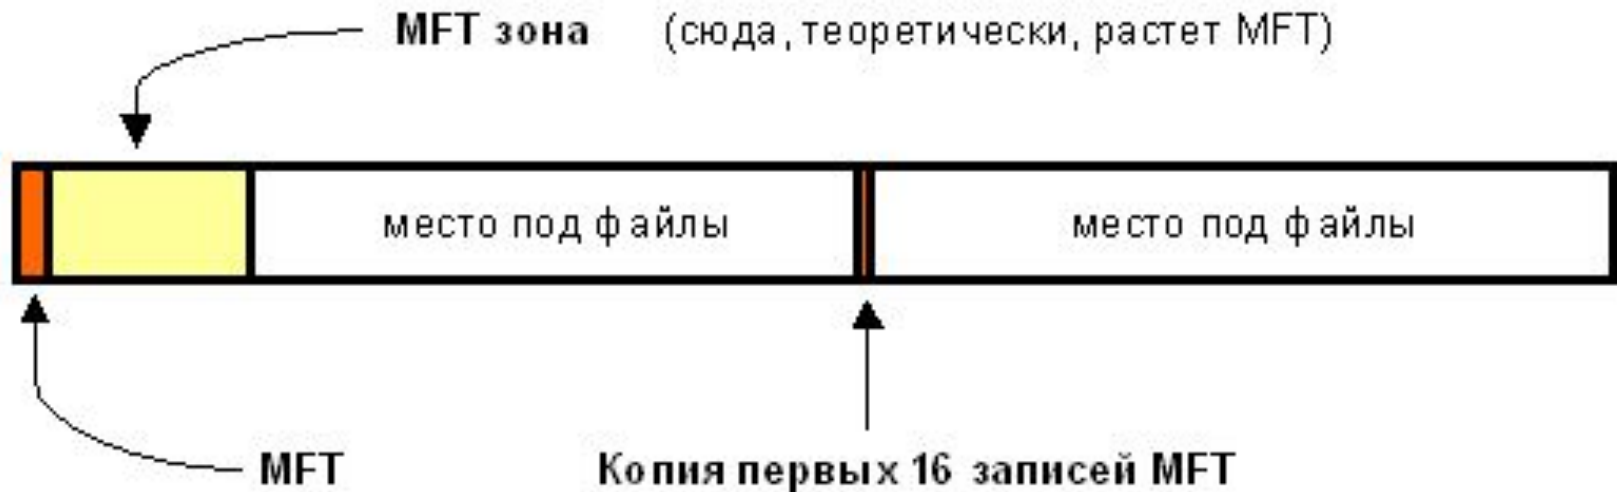 MFT зона (сюда, теоретически, растет MFT)
место под файлы место под файлы
MFT Копия первых 16 записей MFT